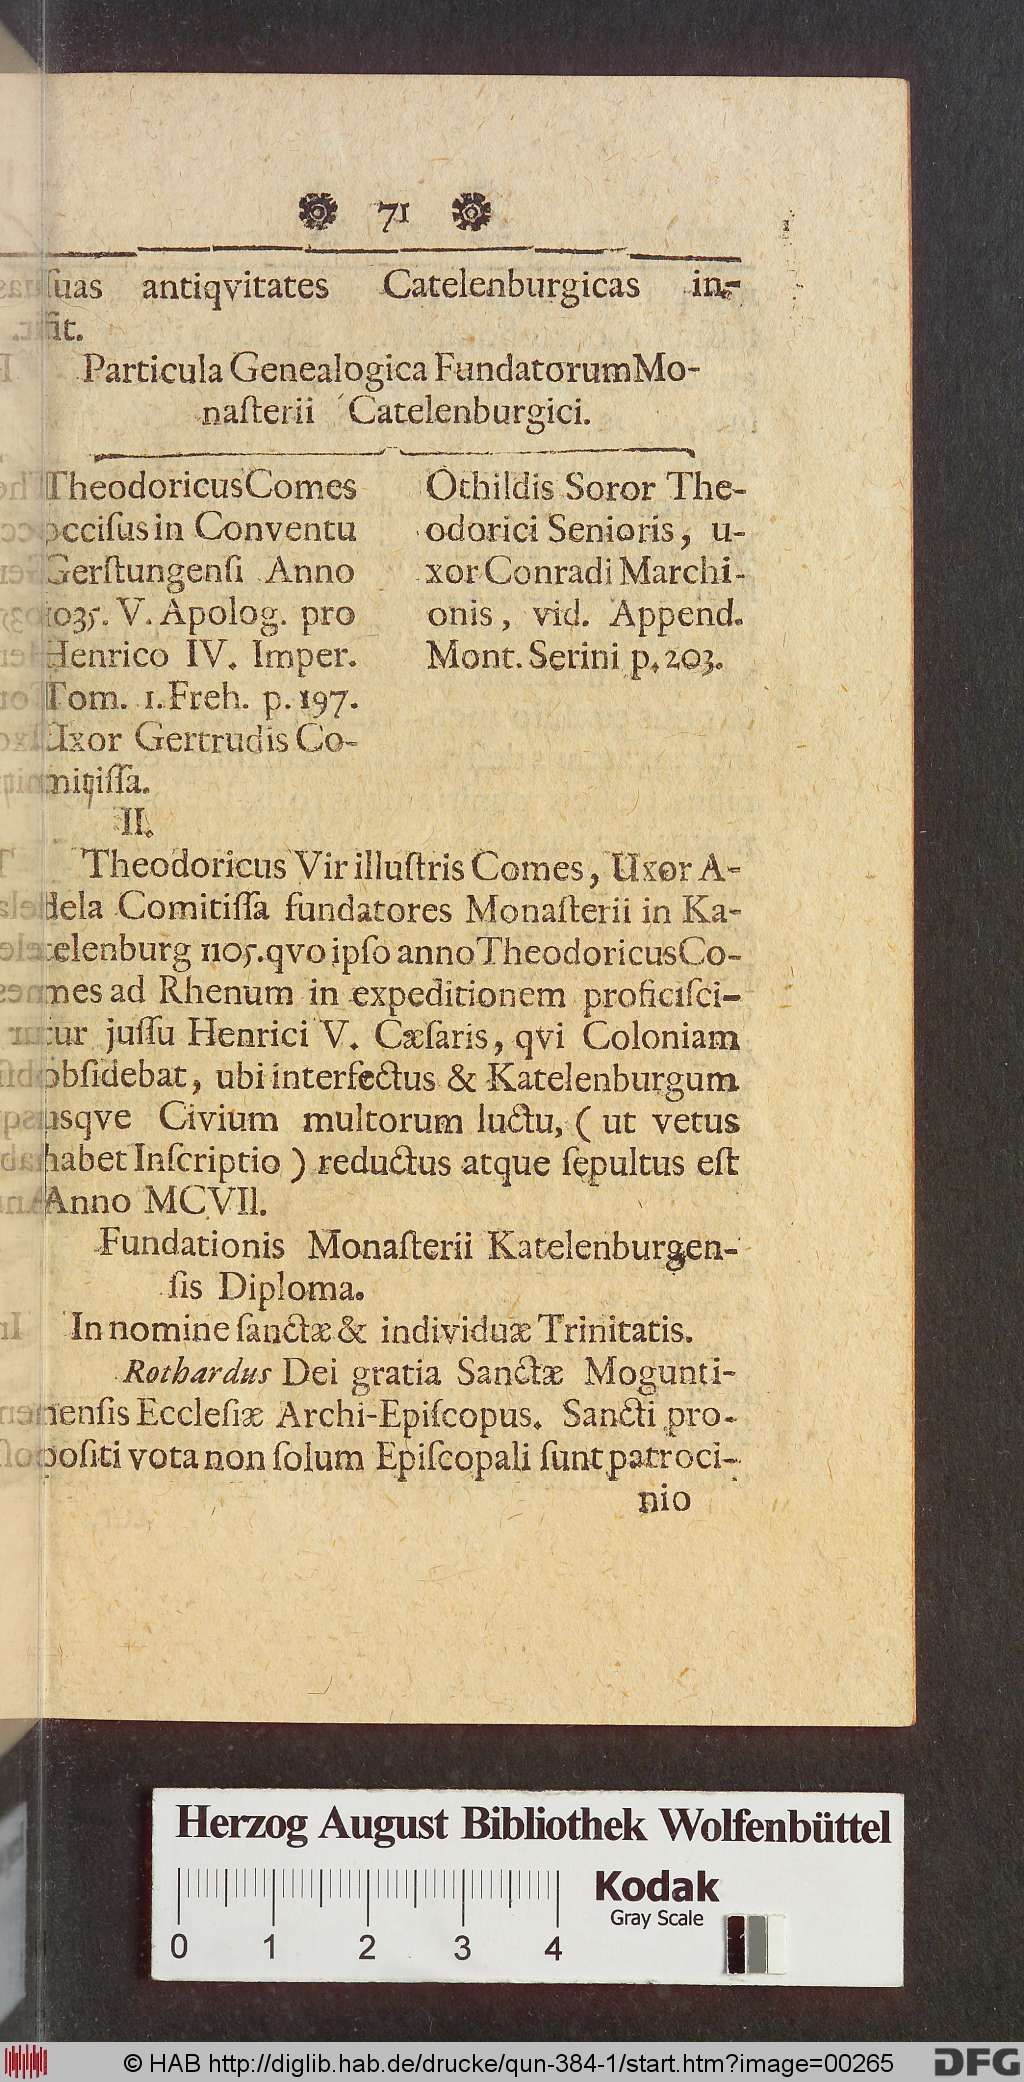 71
ſuas antiqvitates Catelenburgicas in-
ſit.
Particula Genealogica Fundatorum Mo-
naſterii Catelenburgici.
Theodoricus Comes
occiſus in Conventu
Gerſtungenſi Anno
1035. V. Apolog. pro
Henrico IV. Imper.
Tom. 1. Freh. p. 197.
Uxor Gertrudis Co-
mitiſſa.
Othildis Soror The-
odorici Senioris, u-
xor Conradi Marchi-
onis, vid. Append.
Mont. Serini p. 203.
II.
Theodoricus Vir illuſtris Comes, Uxor A-
dela Comitiſſa fundatores Monaſterii in Ka-
telenburg 1105. qvo ipſo anno Theodoricus Co-
mes ad Rhenum in expeditionem proficiſci-
tur juſſu Henrici V. Cæſaris, qvi Coloniam
obſidebat, ubi interfectus & Katelenburgum
usqve Civium multorum luctu, ( ut vetus
habet Inſcriptio ) reductus atque ſepultus eſt
Anno MCVII.
Fundationis Monaſterii Katelenburgen-
ſis Diploma.
In nomine ſanctæ & individuæ Trinitatis.
Rothardus Dei gratia Sanctæ Mogunti-
nenſis Eccleſiæ Archi-Epiſcopus. Sancti pro-
poſiti vota non ſolum Epiſcopali ſunt patroci-
nio
Herzog August Bibliothek Wolfenbüttel
Kodak
Gray Scale
0 1 2 3 4
© HAB http://diglib.hab.de/drucke/qun-384-1/start.htm?image=00265
DFG